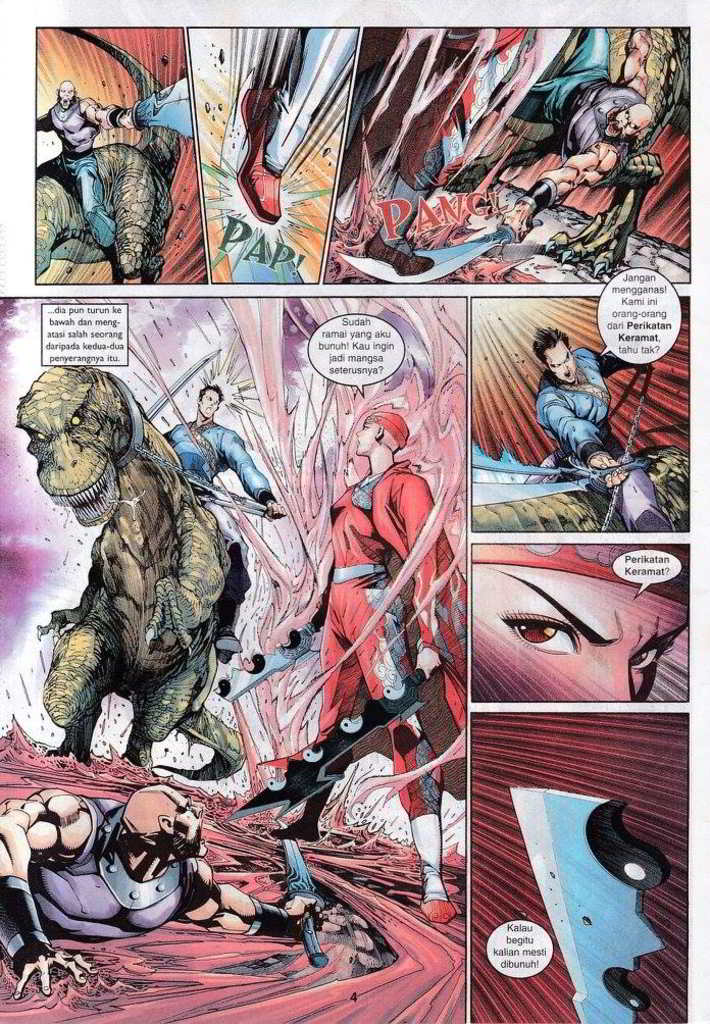 PAP!
PANG!
...dia pun turun ke
bawah dan meng-
atasi salah seorang
daripada kedua-dua
penyerangnya itu.
Sudah
ramai yang aku
bunuh! Kau ingin
jadi mangsa
seterusnya?
Jangan
mengganas!
Kami ini
orang-orang
dari Perikatan
Keramat,
tahu tak?
Perikatan
Keramat?
Kalau
begitu
kalian mesti
dibunuh!
4